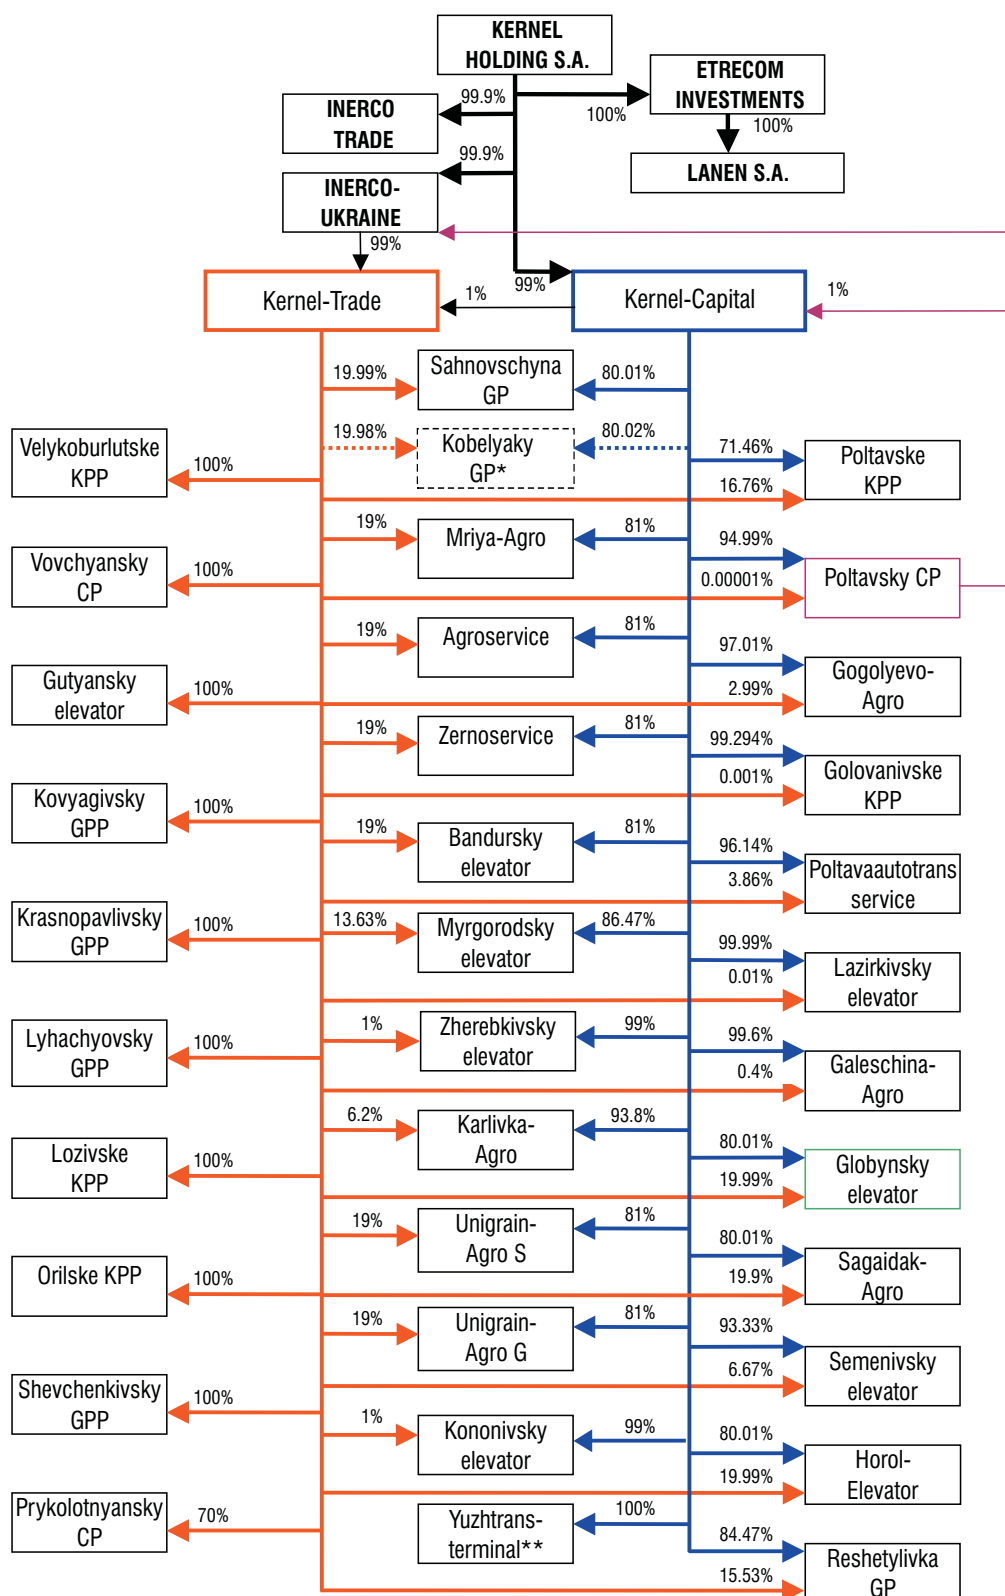 KERNEL
HOLDING S.A.
ETRECOM
INVESTMENTS
99.9%
100%
INERCO
TRADE
100%
99.9%
LANEN S.A.
INERCO-
UKRAINE
99%
99%
Kernel-Trade
1%
Kernel-Capital
1%
19.99%
Sahnovschyna
GP
80.01%
19.98%
Kobelyaky
GP*
80.02%
Velykoburlutske
KPP
100%
71.46%
Poltavske
KPP
16.76%
19%
Mriya-Agro
81%
94.99%
Vovchyansky
CP
100%
0.00001%
Poltavsky CP
19%
Agroservice
81%
97.01%
Gutyansky
elevator
100%
2.99%
Gogolyevo-
Agro
19%
Zernoservice
81%
99.294%
0.001%
Golovanivske
KPP
Kovyagivsky
GPP
100%
19%
Bandursky
elevator
81%
96.14%
3.86%
Poltavaautotrans
service
Krasnopavlivsky
GPP
100%
13.63%
Myrgorodsky
elevator
86.47%
99.99%
0.01%
Lazirkivsky
elevator
Lyhachyovsky
GPP
100%
1%
Zherebkivsky
elevator
99%
99.6%
0.4%
Galeschina-
Agro
6.2%
Karlivka-
Agro
93.8%
80.01%
Lozivske
KPP
100%
19.99%
Globynsky
elevator
19%
Unigrain-
Agro S
81%
80.01%
Orilske KPP
100%
19.9%
Sagaidak-
Agro
19%
Unigrain-
Agro G
81%
93.33%
6.67%
Semenivsky
elevator
Shevchenkivsky
GPP
100%
1%
Kononivsky
elevator
99%
80.01%
19.99%
Horol-
Elevator
Prykolotnyansky
CP
70%
Yuzhtrans-
terminal**
100%
84.47%
15.53%
Reshetylivka
GP